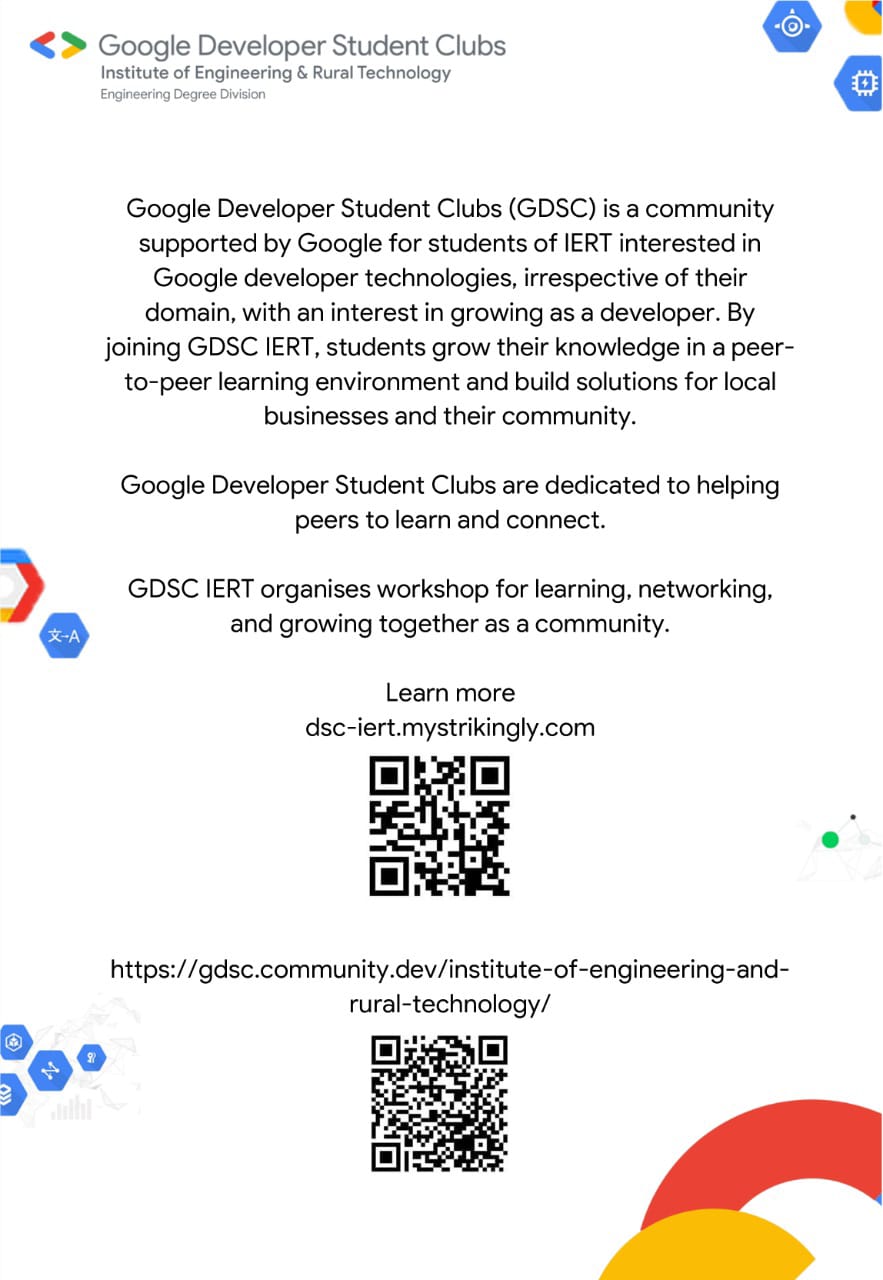 Google Developer Student Clubs
Institute of Engineering & Rural Technology
Engineering Degree Division
Google Developer Student Clubs (GDSC) is a community
supported by Google for students of IERT interested in
Google developer technologies, irrespective of their
domain, with an interest in growing as a developer. By
joining GDSC IERT, students grow their knowledge in a peer-
to-peer learning environment and build solutions for local
businesses and their community.
Google Developer Student Clubs are dedicated to helping
peers to learn and connect.
GDSC IERT organises workshop for learning, networking,
and growing together as a community.
文→A
Learn more
dsc-iert.mystrikingly.com
https://gdsc.community.dev/institute-of-engineering-and-
rural-technology/